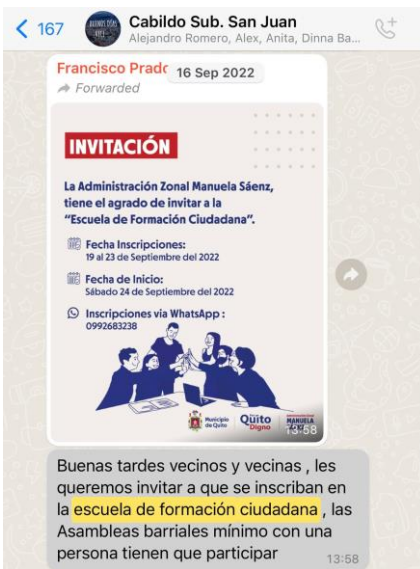 167
Cabildo Sub. San Juan
Alejandro Romero, Alex, Anita, Dinna Ba...
Francisco Prado
16 Sep 2022
Forwarded
INVITACIÓN
La Administración Zonal Manuela Sáenz,
tiene el agrado de invitar a la
“Escuela de Formación Ciudadana”.
Fecha Inscripciones:
19 al 23 de Septiembre del 2022
Fecha de Inicio:
Sábado 24 de Septiembre del 2022
Inscripciones via WhatsApp :
0992683238
Municipio
de Quito
Quito
Digno
MANUELA
13:58
Buenas tardes vecinos y vecinas , les
queremos invitar a que se inscriban en
la escuela de formación ciudadana , las
Asambleas barriales mínimo con una
persona tienen que participar
13:58